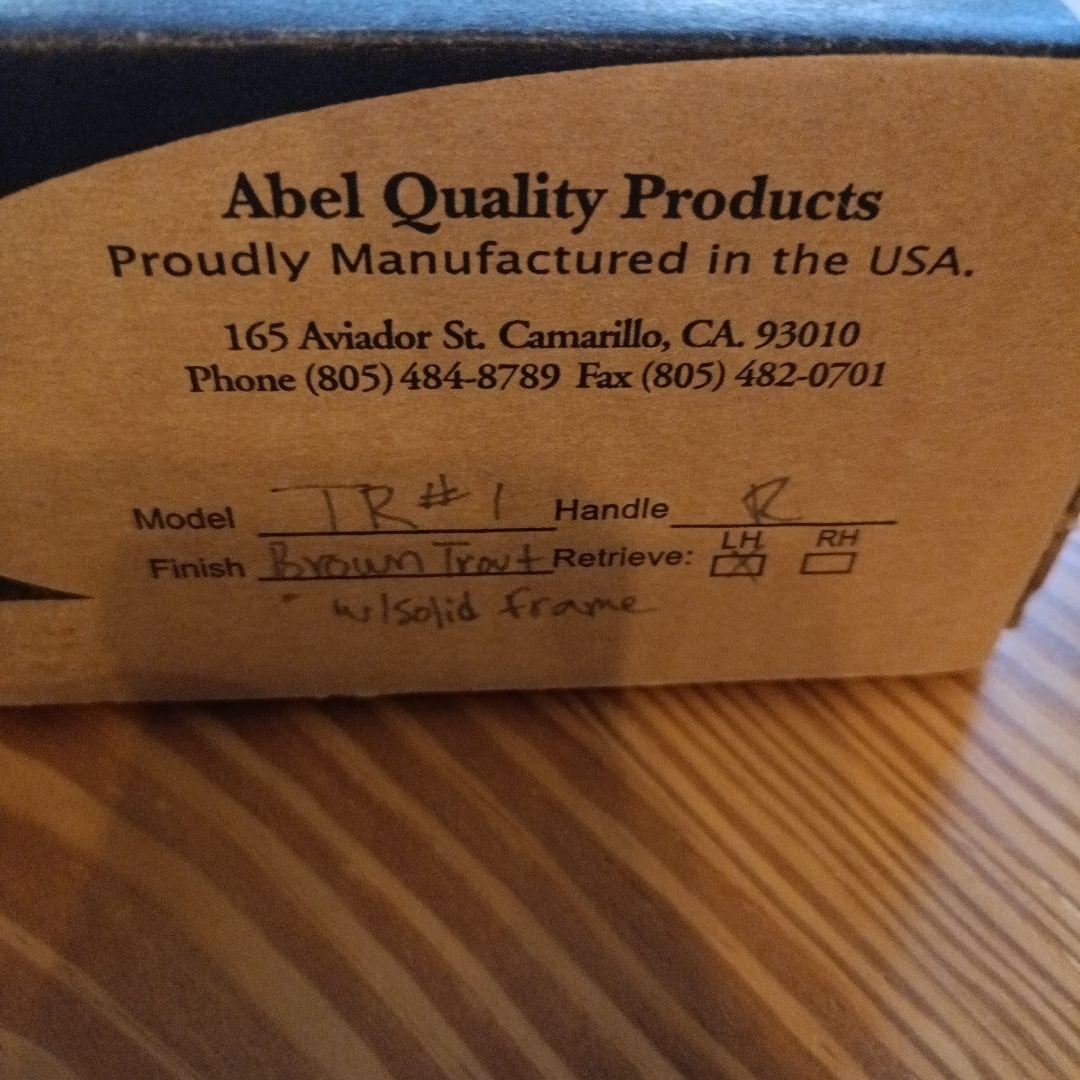 Abel Quality Products
Proudly Manufactured in the USA.
165 Aviador St. Camarillo, CA. 93010
Phone (805) 484-8789 Fax (805) 482-0701
Model TR#1 Handle R
Finish Brown Trout Retrieve: LH X RH
w/solid frame